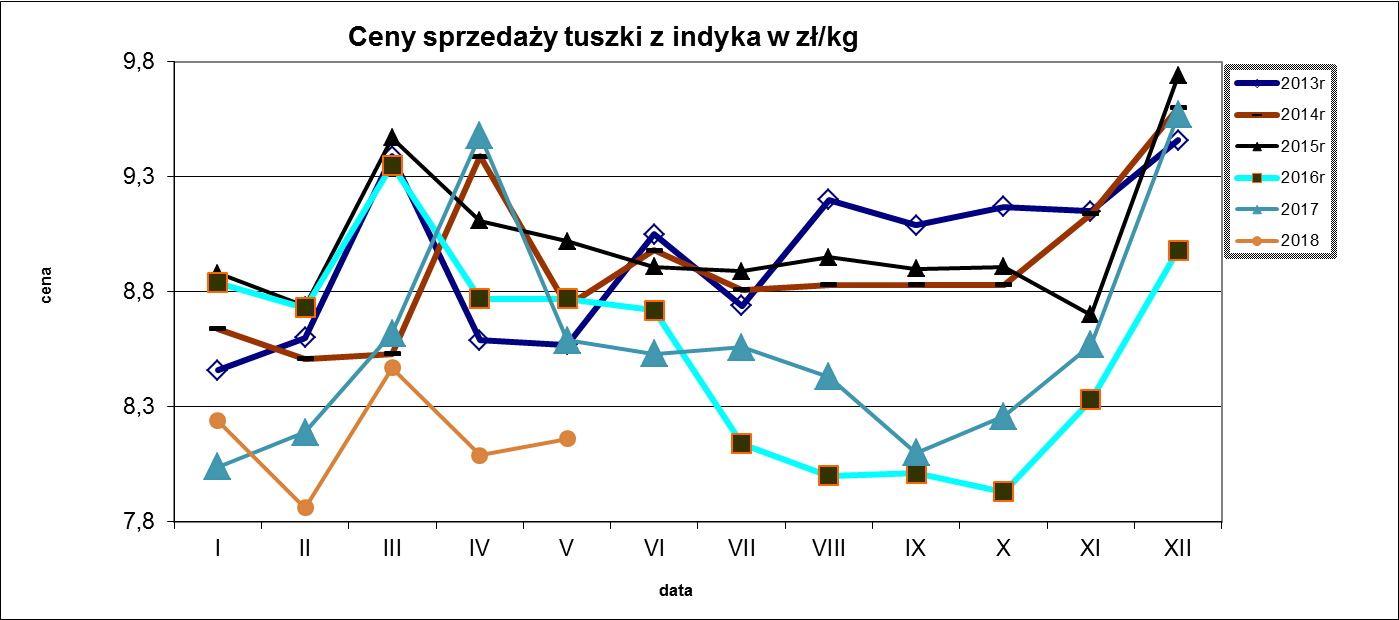 Ceny sprzedaży tuszki z indyka w zł/kg
9,8
9,3
8,8
8,3
7,8
cena
I II III IV V VI VII VIII IX X XI XII
data
2013r
2014r
2015r
2016r
2017
2018